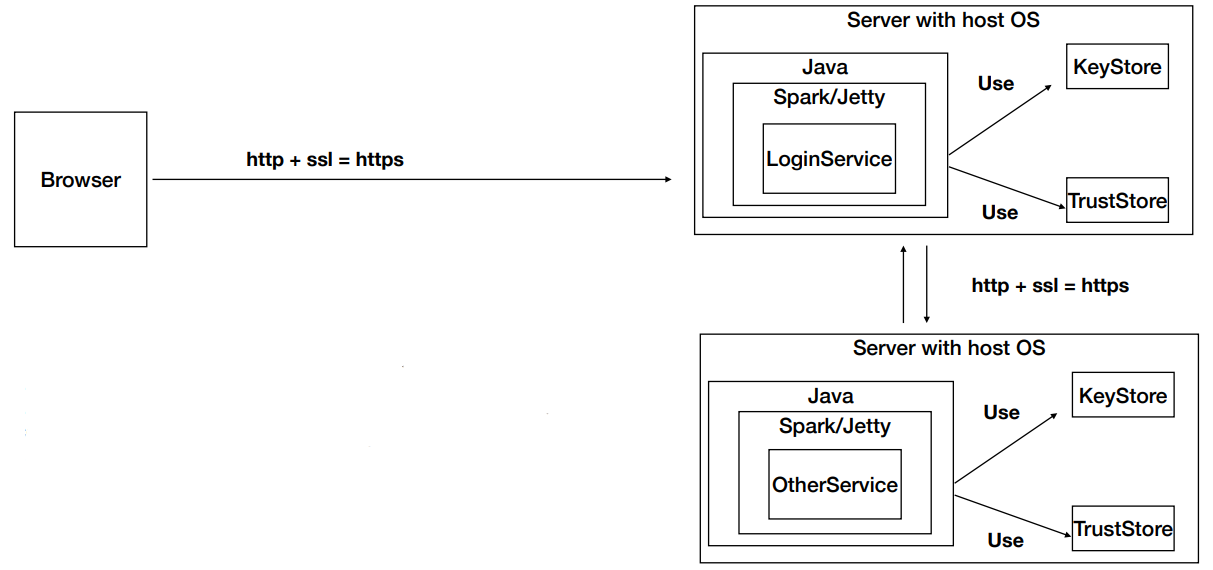 Server with host OS
Java
Spark/Jetty
LoginService
Use
KeyStore
Use
TrustStore
Browser
http + ssl = https
http + ssl = https
Server with host OS
Java
Spark/Jetty
OtherService
Use
KeyStore
Use
TrustStore